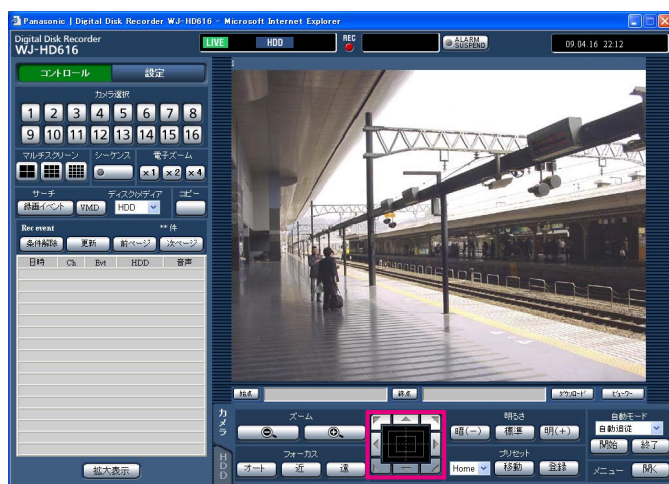 Panasonic | Digital Disk Recorder WJ-HD616 - Microsoft Internet Explorer
Digital Disk Recorder
WJ-HD616
LIVE HDD REC ALARM SUSPEND 09.04.16 22:12
コントロール 設定
カメラ選択
1 2 3 4 5 6 7 8
9 10 11 12 13 14 15 16
マルチスクリーン シーケンス 電子ズーム
x1 x2 x4
サーチ ディスク/メディア コピー
録画イベント VMD HDD
Rec event ** 件
条件解除 更新 前ページ 次ページ
日時 Ch Evt HDD 音声
拡大表示
1
始点 終点 ダウンロード ビューワー
カメラ
HDD
ズーム 明るさ 自動モード
暗(-) 標準 明(+) 自動追従
開始 終了
フォーカス プリセット
オート 近 遠 Home 移動 登録 メニュー 開く